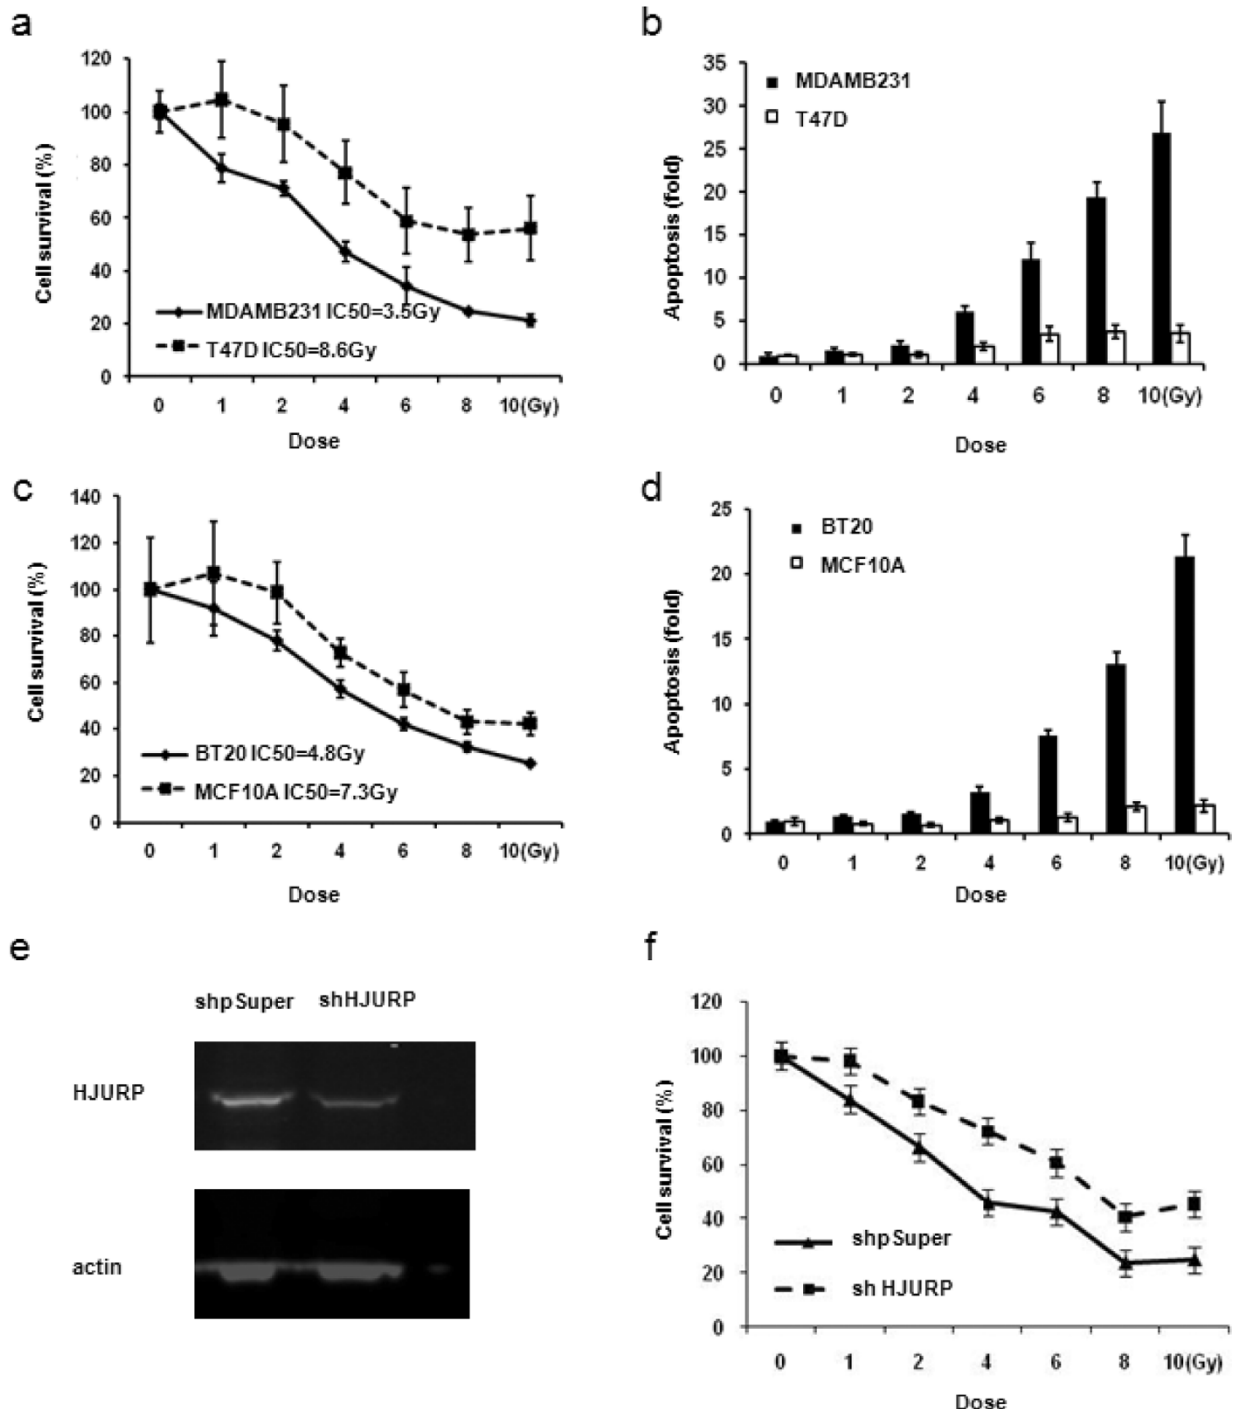 a
120
100
80
60
40
20
0
Cell survival (%)
MDAMB231 IC50=3.5Gy
T47D IC50=8.6Gy
0 1 2 4 6 8 10(Gy)
Dose
b
35
30
25
20
15
10
5
0
Apoptosis (fold)
MDAMB231
T47D
0 1 2 4 6 8 10(Gy)
Dose
c
140
120
100
80
60
40
20
0
Cell survival (%)
BT20 IC50=4.8Gy
MCF10A IC50=7.3Gy
0 1 2 4 6 8 10(Gy)
Dose
d
25
20
15
10
5
0
Apoptosis (fold)
BT20
MCF10A
0 1 2 4 6 8 10(Gy)
Dose
e
shpSuper shHJURP
HJURP
actin
f
120
100
80
60
40
20
0
Cell survival (%)
shpSuper
sh HJURP
0 1 2 4 6 8 10(Gy)
Dose